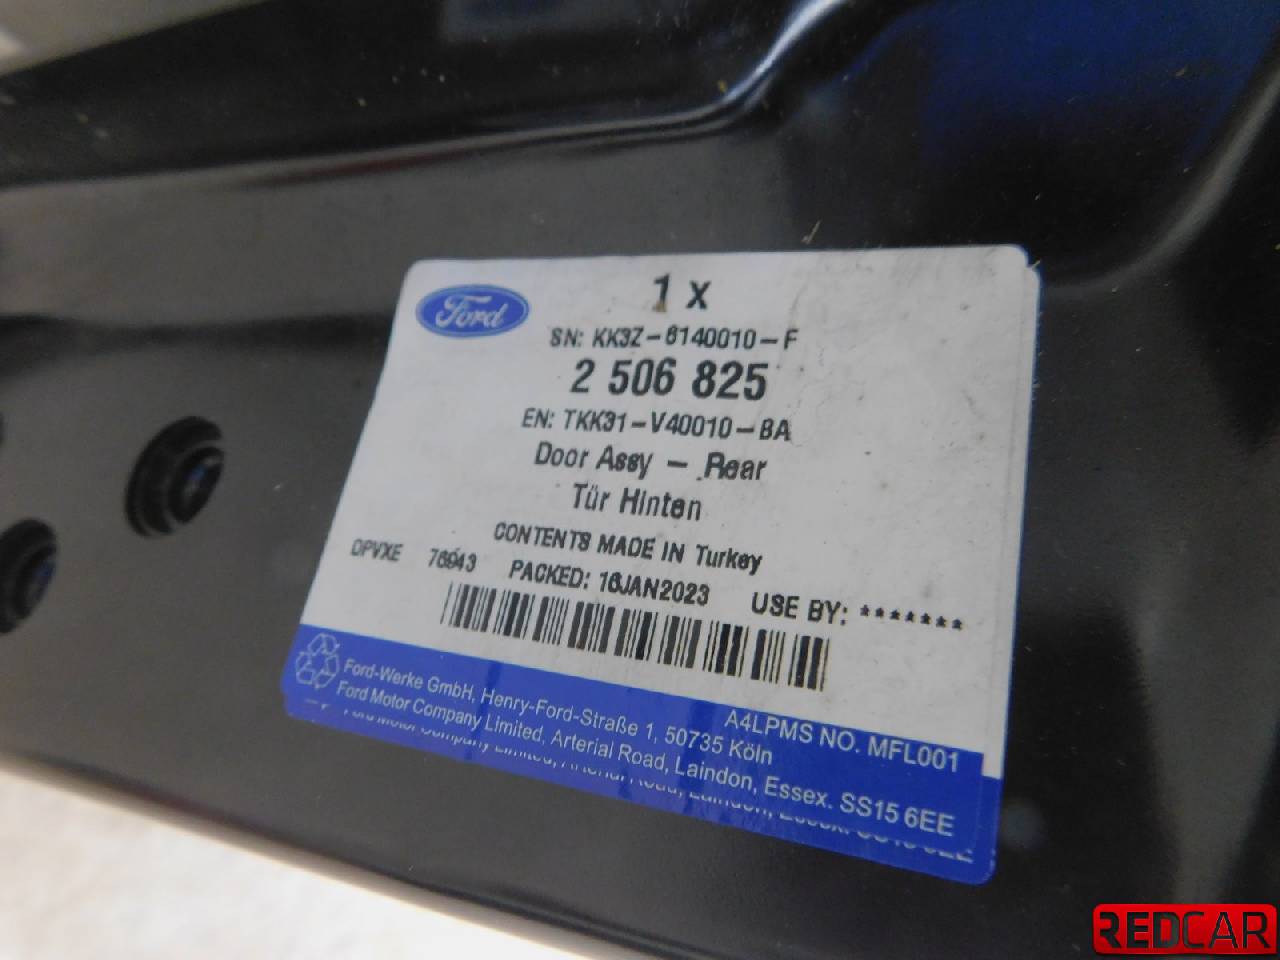 Ford
1 x
SN: KK3Z-6140010-F
2 506 825
EN: TKK31-V40010-BA
Door Assy - Rear
Tür Hinten
CONTENTS MADE IN Turkey
DPVXE 76943 PACKED: 16JAN2023 USE BY: *******
A4LPMS NO. MFL001
Ford-Werke GmbH, Henry-Ford-Straße 1, 50735 Köln
Ford Motor Company Limited, Arterial Road, Laindon, Essex. SS15 6EE
REDCAR